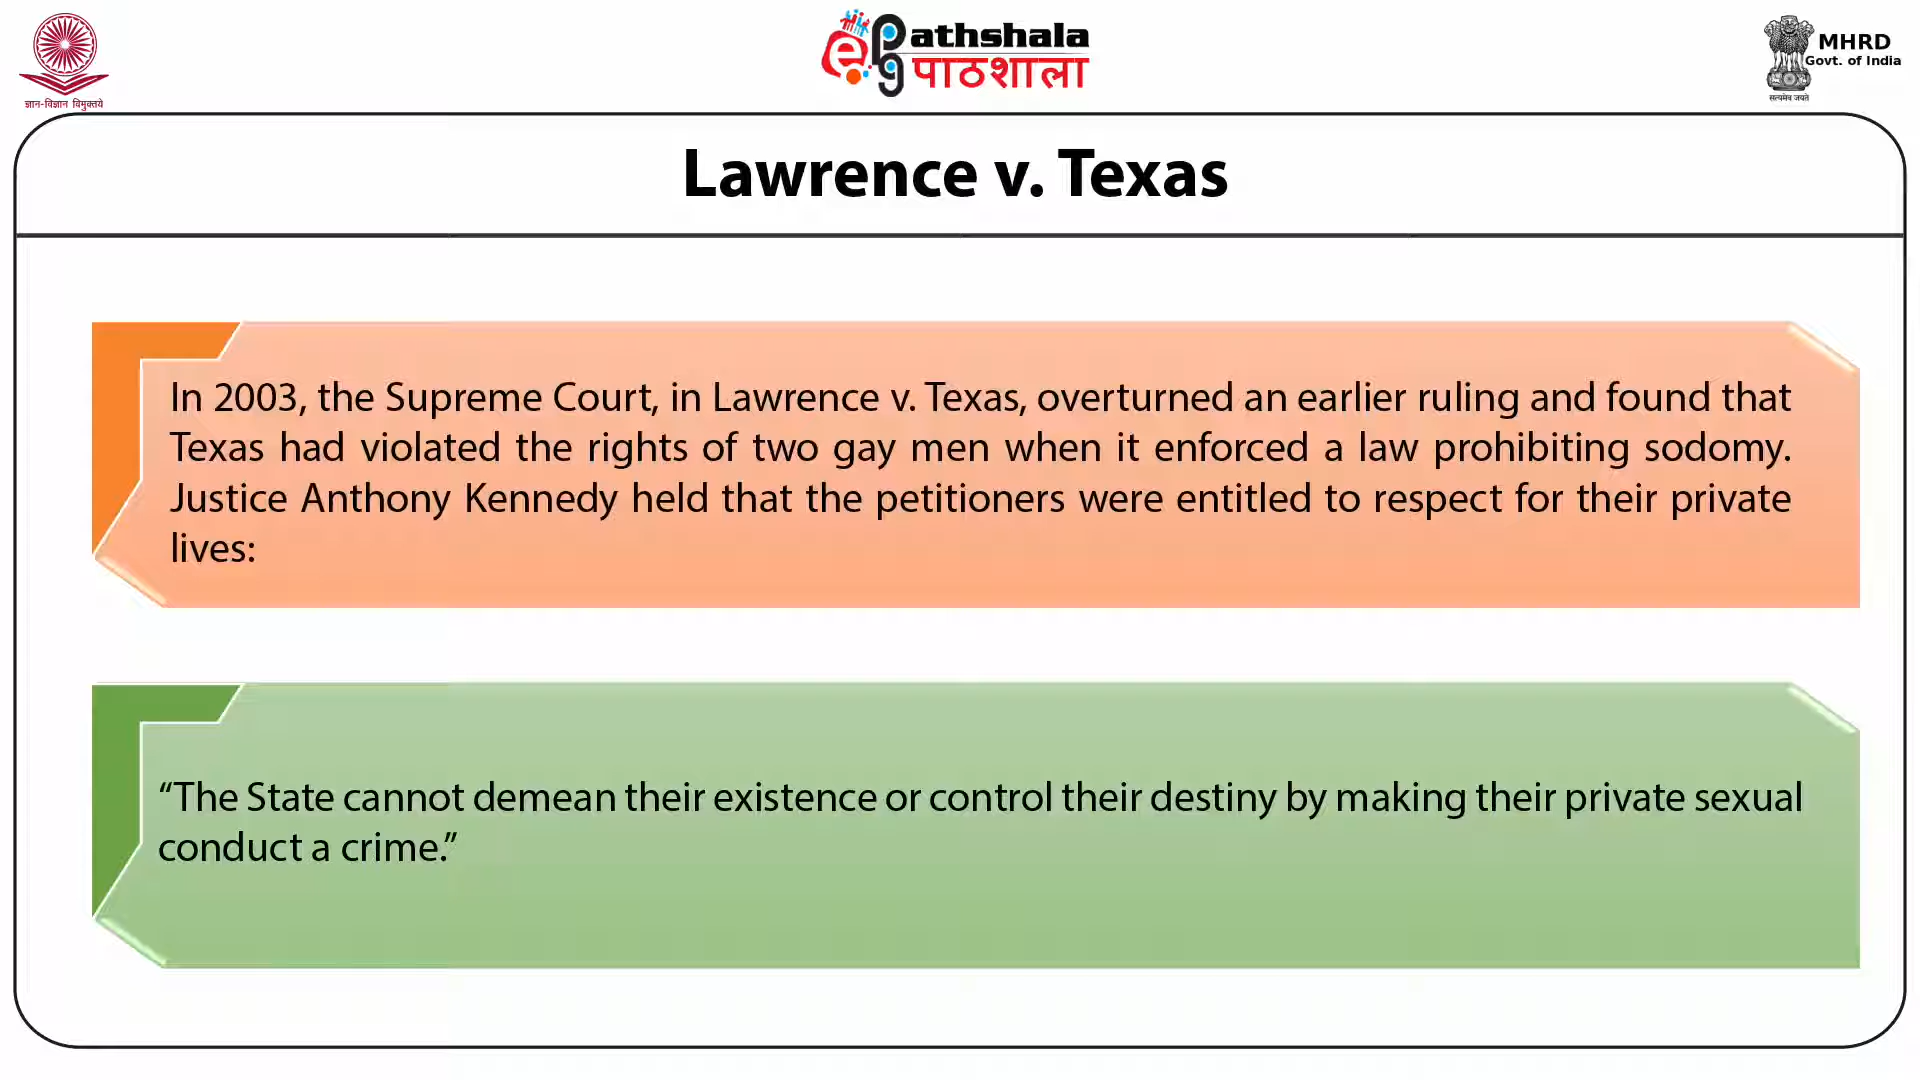 ज्ञान-विज्ञान विमुक्तये
ePathshala
पाठशाला
MHRD
Govt. of India
सत्यमेव जयते
Lawrence v. Texas
In 2003, the Supreme Court, in Lawrence v. Texas, overturned an earlier ruling and found that
Texas had violated the rights of two gay men when it enforced a law prohibiting sodomy.
Justice Anthony Kennedy held that the petitioners were entitled to respect for their private
lives:
“The State cannot demean their existence or control their destiny by making their private sexual
conduct a crime.”